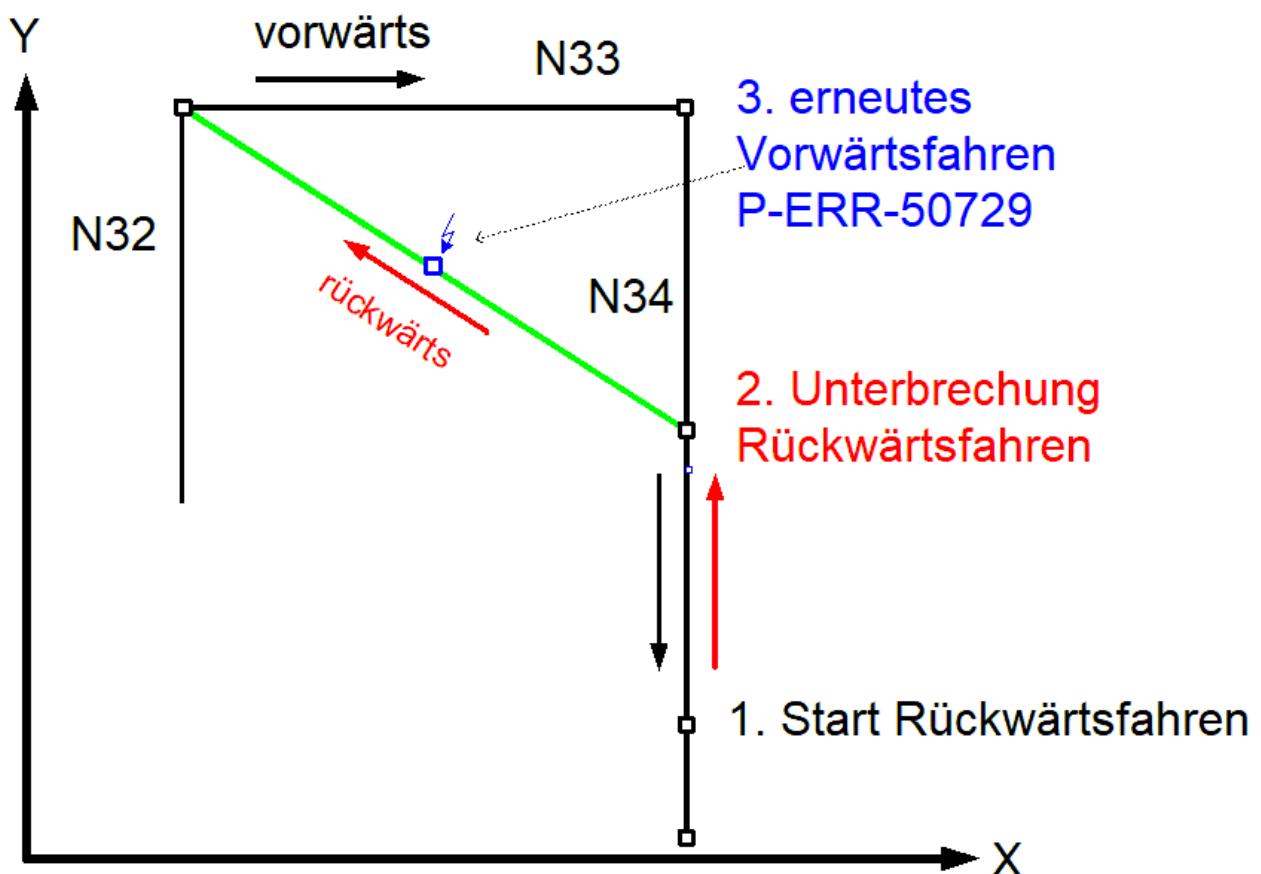 Y
vorwärts
N33
3. erneutes
Vorwärtsfahren
P-ERR-50729
N32
rückwärts
N34
2. Unterbrechung
Rückwärtsfahren
1. Start Rückwärtsfahren
X